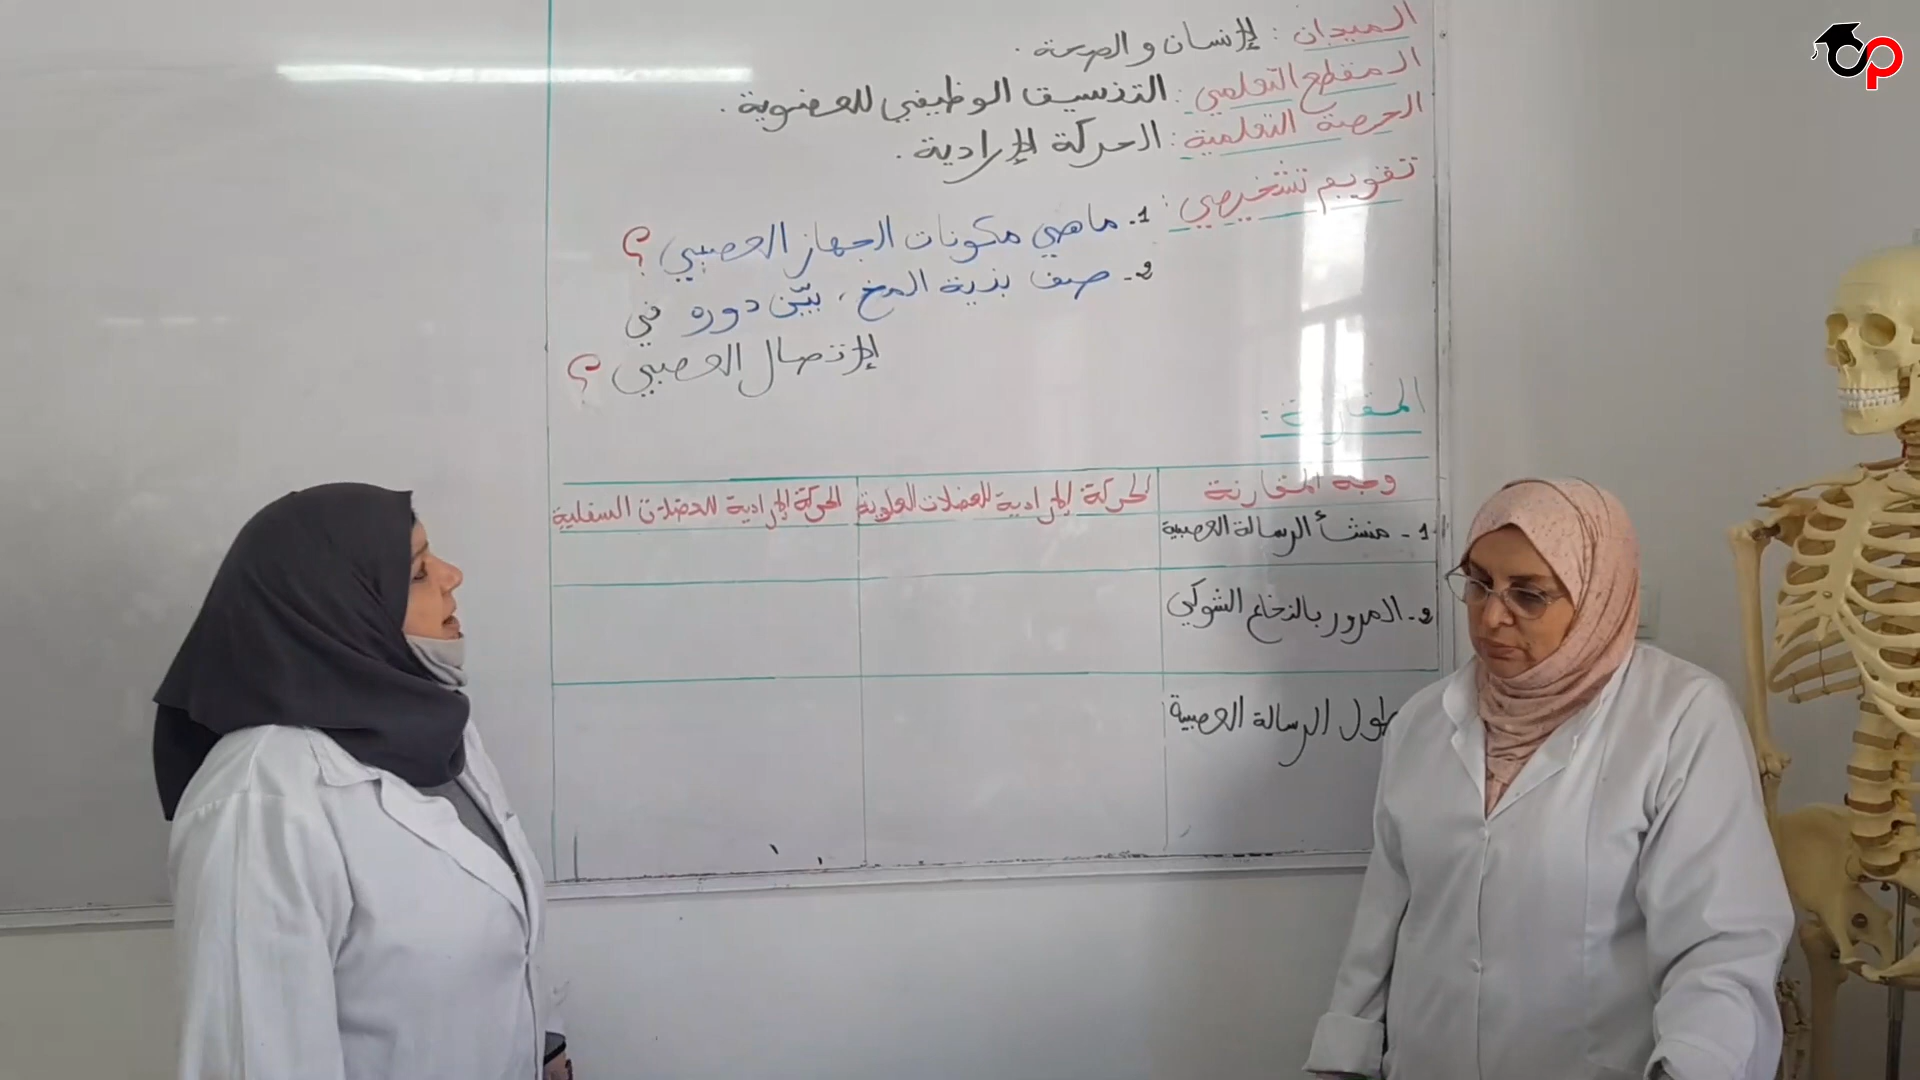 الميدان : الإنسان و الصحة .
المقطع التعلمي : التنسيق الوظيفي للعضوية .
الحصة التعلمية : الحركة الإرادية .
تقويم تشخيصي :
1- ماهي مكونات الجهاز العصبي ؟
2- صف بنية المخ ، بيّن دوره في
الإتصال العصبي ؟
المقارنة :
وجه المقارنة الحركة الإرادية للعضلات العلوية الحركة الإرادية للعضلات السفلية
1- منشأ الرسالة العصبية
2- المرور بالنخاع الشوكي
طول الرسالة العصبية